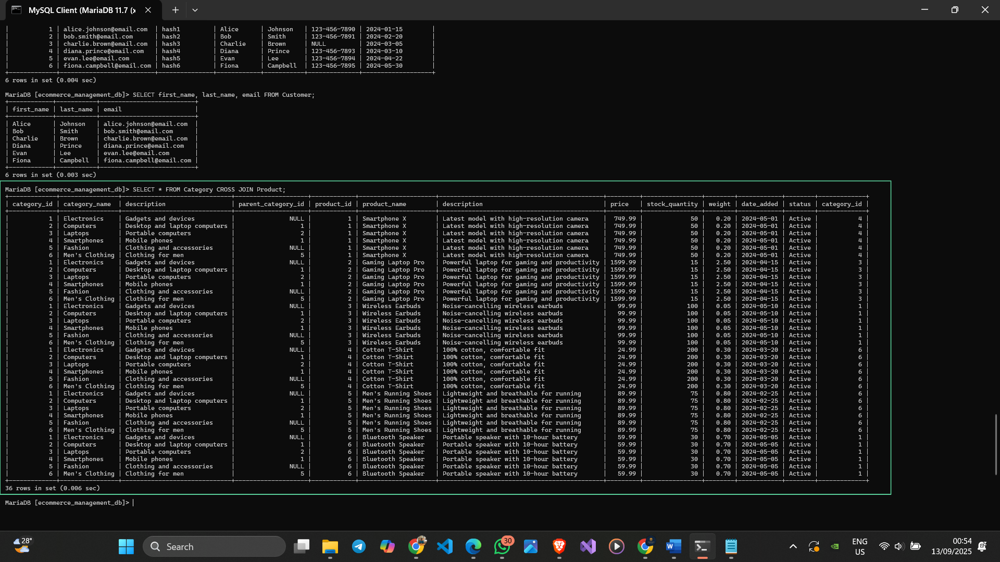 MySQL Client (MariaDB 11.7 (x
| 1 | alice.johnson@email.com | hash1 | Alice | Johnson | 123-456-7890 | 2024-01-15 |
| 2 | bob.smith@email.com | hash2 | Bob | Smith | 123-456-7891 | 2024-02-20 |
| 3 | charlie.brown@email.com | hash3 | Charlie | Brown | NULL | 2024-03-05 |
| 4 | diana.prince@email.com | hash4 | Diana | Prince | 123-456-7893 | 2024-03-10 |
| 5 | evan.lee@email.com | hash5 | Evan | Lee | 123-456-7894 | 2024-04-22 |
| 6 | fiona.campbell@email.com | hash6 | Fiona | Campbell | 123-456-7895 | 2024-05-30 |
6 rows in set (0.004 sec)
MariaDB [ecommerce_management_db]> SELECT first_name, last_name, email FROM Customer;
| first_name | last_name | email |
| Alice | Johnson | alice.johnson@email.com |
| Bob | Smith | bob.smith@email.com |
| Charlie | Brown | charlie.brown@email.com |
| Diana | Prince | diana.prince@email.com |
| Evan | Lee | evan.lee@email.com |
| Fiona | Campbell | fiona.campbell@email.com |
6 rows in set (0.003 sec)
MariaDB [ecommerce_management_db]> SELECT * FROM Category CROSS JOIN Product;
| category_id | category_name | description | parent_category_id | product_id | product_name | description | price | stock_quantity | weight | date_added | status | category_id |
| 1 | Electronics | Gadgets and devices | NULL | 1 | Smartphone X | Latest model with high-resolution camera | 749.99 | 50 | 0.20 | 2024-05-01 | Active | 4 |
| 2 | Computers | Desktop and laptop computers | 1 | 1 | Smartphone X | Latest model with high-resolution camera | 749.99 | 50 | 0.20 | 2024-05-01 | Active | 4 |
| 3 | Laptops | Portable computers | 2 | 1 | Smartphone X | Latest model with high-resolution camera | 749.99 | 50 | 0.20 | 2024-05-01 | Active | 4 |
| 4 | Smartphones | Mobile phones | 1 | 1 | Smartphone X | Latest model with high-resolution camera | 749.99 | 50 | 0.20 | 2024-05-01 | Active | 4 |
| 5 | Fashion | Clothing and accessories | NULL | 1 | Smartphone X | Latest model with high-resolution camera | 749.99 | 50 | 0.20 | 2024-05-01 | Active | 4 |
| 6 | Men's Clothing | Clothing for men | 5 | 1 | Smartphone X | Latest model with high-resolution camera | 749.99 | 50 | 0.20 | 2024-05-01 | Active | 4 |
| 1 | Electronics | Gadgets and devices | NULL | 2 | Gaming Laptop Pro | Powerful laptop for gaming and productivity | 1599.99 | 15 | 2.50 | 2024-04-15 | Active | 3 |
| 2 | Computers | Desktop and laptop computers | 1 | 2 | Gaming Laptop Pro | Powerful laptop for gaming and productivity | 1599.99 | 15 | 2.50 | 2024-04-15 | Active | 3 |
| 3 | Laptops | Portable computers | 2 | 2 | Gaming Laptop Pro | Powerful laptop for gaming and productivity | 1599.99 | 15 | 2.50 | 2024-04-15 | Active | 3 |
| 4 | Smartphones | Mobile phones | 1 | 2 | Gaming Laptop Pro | Powerful laptop for gaming and productivity | 1599.99 | 15 | 2.50 | 2024-04-15 | Active | 3 |
| 5 | Fashion | Clothing and accessories | NULL | 2 | Gaming Laptop Pro | Powerful laptop for gaming and productivity | 1599.99 | 15 | 2.50 | 2024-04-15 | Active | 3 |
| 6 | Men's Clothing | Clothing for men | 5 | 2 | Gaming Laptop Pro | Powerful laptop for gaming and productivity | 1599.99 | 15 | 2.50 | 2024-04-15 | Active | 3 |
| 1 | Electronics | Gadgets and devices | NULL | 3 | Wireless Earbuds | Noise-cancelling wireless earbuds | 99.99 | 100 | 0.05 | 2024-05-10 | Active | 1 |
| 2 | Computers | Desktop and laptop computers | 1 | 3 | Wireless Earbuds | Noise-cancelling wireless earbuds | 99.99 | 100 | 0.05 | 2024-05-10 | Active | 1 |
| 3 | Laptops | Portable computers | 2 | 3 | Wireless Earbuds | Noise-cancelling wireless earbuds | 99.99 | 100 | 0.05 | 2024-05-10 | Active | 1 |
| 4 | Smartphones | Mobile phones | 1 | 3 | Wireless Earbuds | Noise-cancelling wireless earbuds | 99.99 | 100 | 0.05 | 2024-05-10 | Active | 1 |
| 5 | Fashion | Clothing and accessories | NULL | 3 | Wireless Earbuds | Noise-cancelling wireless earbuds | 99.99 | 100 | 0.05 | 2024-05-10 | Active | 1 |
| 6 | Men's Clothing | Clothing for men | 5 | 3 | Wireless Earbuds | Noise-cancelling wireless earbuds | 99.99 | 100 | 0.05 | 2024-05-10 | Active | 1 |
| 1 | Electronics | Gadgets and devices | NULL | 4 | Cotton T-Shirt | 100% cotton, comfortable fit | 24.99 | 200 | 0.30 | 2024-03-20 | Active | 6 |
| 2 | Computers | Desktop and laptop computers | 1 | 4 | Cotton T-Shirt | 100% cotton, comfortable fit | 24.99 | 200 | 0.30 | 2024-03-20 | Active | 6 |
| 3 | Laptops | Portable computers | 2 | 4 | Cotton T-Shirt | 100% cotton, comfortable fit | 24.99 | 200 | 0.30 | 2024-03-20 | Active | 6 |
| 4 | Smartphones | Mobile phones | 1 | 4 | Cotton T-Shirt | 100% cotton, comfortable fit | 24.99 | 200 | 0.30 | 2024-03-20 | Active | 6 |
| 5 | Fashion | Clothing and accessories | NULL | 4 | Cotton T-Shirt | 100% cotton, comfortable fit | 24.99 | 200 | 0.30 | 2024-03-20 | Active | 6 |
| 6 | Men's Clothing | Clothing for men | 5 | 4 | Cotton T-Shirt | 100% cotton, comfortable fit | 24.99 | 200 | 0.30 | 2024-03-20 | Active | 6 |
| 1 | Electronics | Gadgets and devices | NULL | 5 | Men's Running Shoes | Lightweight and breathable for running | 89.99 | 75 | 0.80 | 2024-02-25 | Active | 6 |
| 2 | Computers | Desktop and laptop computers | 1 | 5 | Men's Running Shoes | Lightweight and breathable for running | 89.99 | 75 | 0.80 | 2024-02-25 | Active | 6 |
| 3 | Laptops | Portable computers | 2 | 5 | Men's Running Shoes | Lightweight and breathable for running | 89.99 | 75 | 0.80 | 2024-02-25 | Active | 6 |
| 4 | Smartphones | Mobile phones | 1 | 5 | Men's Running Shoes | Lightweight and breathable for running | 89.99 | 75 | 0.80 | 2024-02-25 | Active | 6 |
| 5 | Fashion | Clothing and accessories | NULL | 5 | Men's Running Shoes | Lightweight and breathable for running | 89.99 | 75 | 0.80 | 2024-02-25 | Active | 6 |
| 6 | Men's Clothing | Clothing for men | 5 | 5 | Men's Running Shoes | Lightweight and breathable for running | 89.99 | 75 | 0.80 | 2024-02-25 | Active | 6 |
| 1 | Electronics | Gadgets and devices | NULL | 6 | Bluetooth Speaker | Portable speaker with 10-hour battery | 59.99 | 30 | 0.70 | 2024-05-05 | Active | 1 |
| 2 | Computers | Desktop and laptop computers | 1 | 6 | Bluetooth Speaker | Portable speaker with 10-hour battery | 59.99 | 30 | 0.70 | 2024-05-05 | Active | 1 |
| 3 | Laptops | Portable computers | 2 | 6 | Bluetooth Speaker | Portable speaker with 10-hour battery | 59.99 | 30 | 0.70 | 2024-05-05 | Active | 1 |
| 4 | Smartphones | Mobile phones | 1 | 6 | Bluetooth Speaker | Portable speaker with 10-hour battery | 59.99 | 30 | 0.70 | 2024-05-05 | Active | 1 |
| 5 | Fashion | Clothing and accessories | NULL | 6 | Bluetooth Speaker | Portable speaker with 10-hour battery | 59.99 | 30 | 0.70 | 2024-05-05 | Active | 1 |
| 6 | Men's Clothing | Clothing for men | 5 | 6 | Bluetooth Speaker | Portable speaker with 10-hour battery | 59.99 | 30 | 0.70 | 2024-05-05 | Active | 1 |
36 rows in set (0.006 sec)
MariaDB [ecommerce_management_db]>
28°
Search
30
ENG
US
00:54
13/09/2025